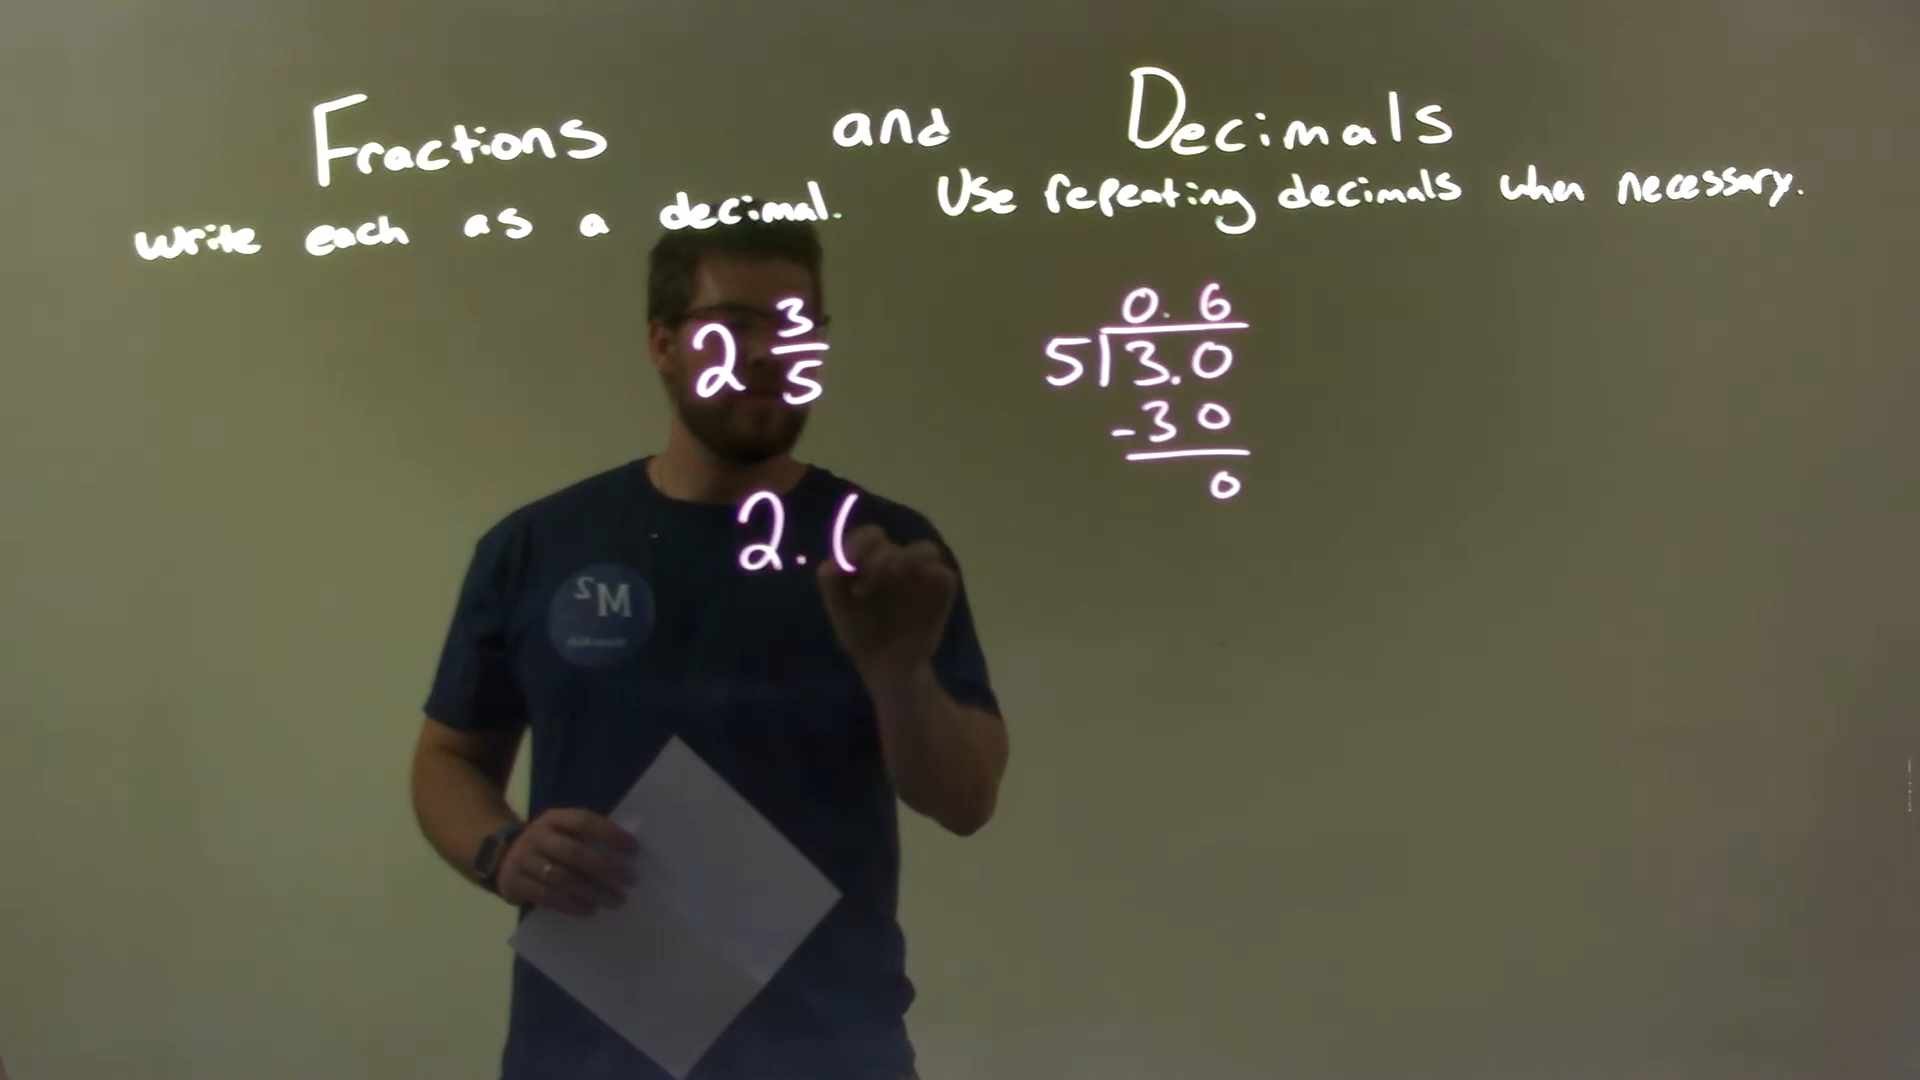 Fractions and Decimals
Write each as a decimal. Use repeating decimals when necessary.
2 3/5
0.6
5 3.0
-30
0
2.
M²